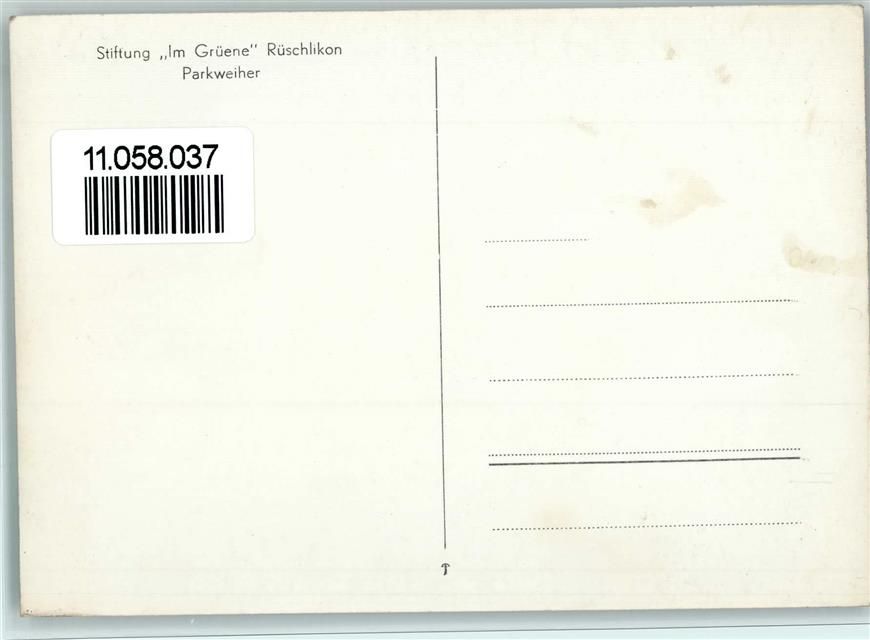 Stiftung „Im Grüene“ Rüschlikon
Parkweiher
11.058.037